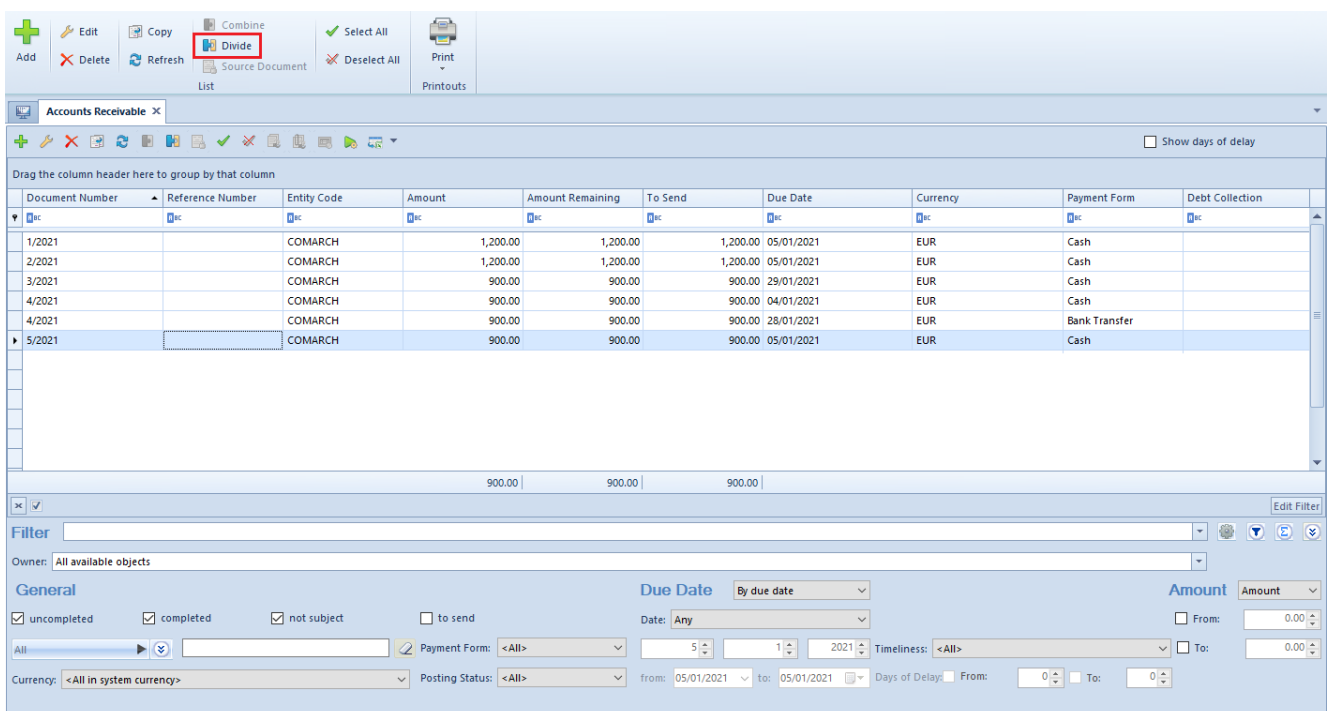 Add
Edit
Delete
Copy
Refresh
Combine
Divide
Source Document
Select All
Deselect All
List
Print
Printouts
Accounts Receivable
Show days of delay
Drag the column header here to group by that column
Document Number Reference Number Entity Code Amount Amount Remaining To Send Due Date Currency Payment Form Debt Collection
ABC ABC ABC ABC ABC ABC ABC ABC ABC ABC
1/2021 COMARCH 1,200.00 1,200.00 1,200.00 05/01/2021 EUR Cash
2/2021 COMARCH 1,200.00 1,200.00 1,200.00 05/01/2021 EUR Cash
3/2021 COMARCH 900.00 900.00 900.00 29/01/2021 EUR Cash
4/2021 COMARCH 900.00 900.00 900.00 04/01/2021 EUR Cash
4/2021 COMARCH 900.00 900.00 900.00 28/01/2021 EUR Bank Transfer
5/2021 COMARCH 900.00 900.00 900.00 05/01/2021 EUR Cash
900.00 900.00 900.00
Edit Filter
Filter
Owner: All available objects
General Due Date By due date Amount Amount
uncompleted completed not subject to send Date: Any From: 0.00
All Payment Form: <All> 5 1 2021 Timeliness: <All> To: 0.00
Currency: <All in system currency> Posting Status: <All> from: 05/01/2021 to: 05/01/2021 Days of Delay: From: 0 To: 0